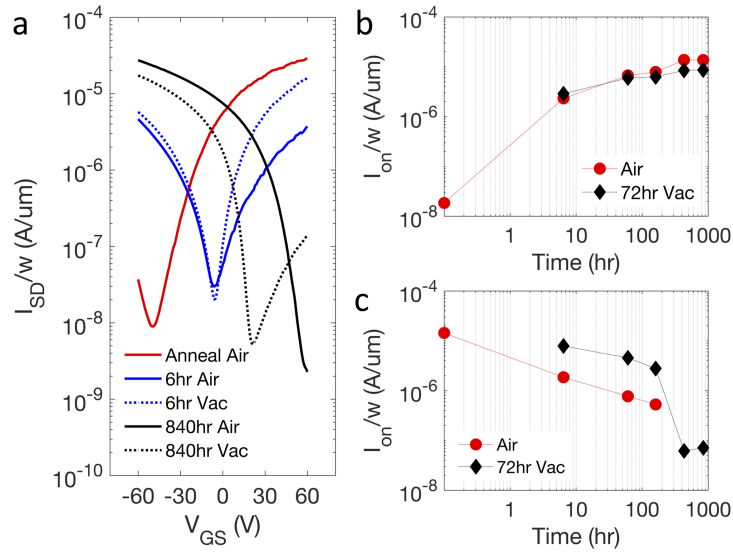 a
10⁻⁴
10⁻⁵
10⁻⁶
10⁻⁷
10⁻⁸
10⁻⁹
10⁻¹⁰
I_SD/w (A/um)
Anneal Air
6hr Air
6hr Vac
840hr Air
840hr Vac
-60 -30 0 30 60
V_GS (V)
b
10⁻⁴
10⁻⁶
10⁻⁸
I_on/w (A/um)
Air
72hr Vac
1 10 100 1000
Time (hr)
c
10⁻⁴
10⁻⁶
10⁻⁸
I_on/w (A/um)
Air
72hr Vac
1 10 100 1000
Time (hr)